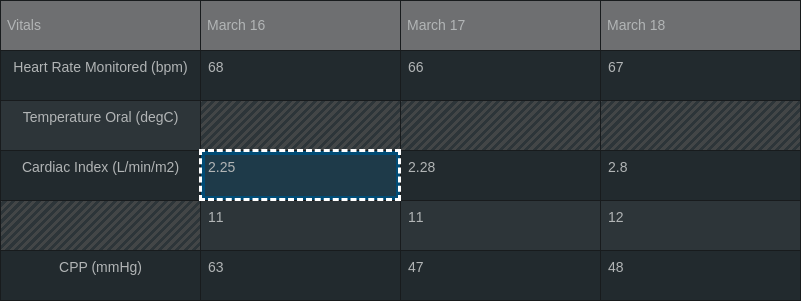 Vitals March 16 March 17 March 18
Heart Rate Monitored (bpm) 68 66 67
Temperature Oral (degC)
Cardiac Index (L/min/m2) 2.25 2.28 2.8
11 11 12
CPP (mmHg) 63 47 48